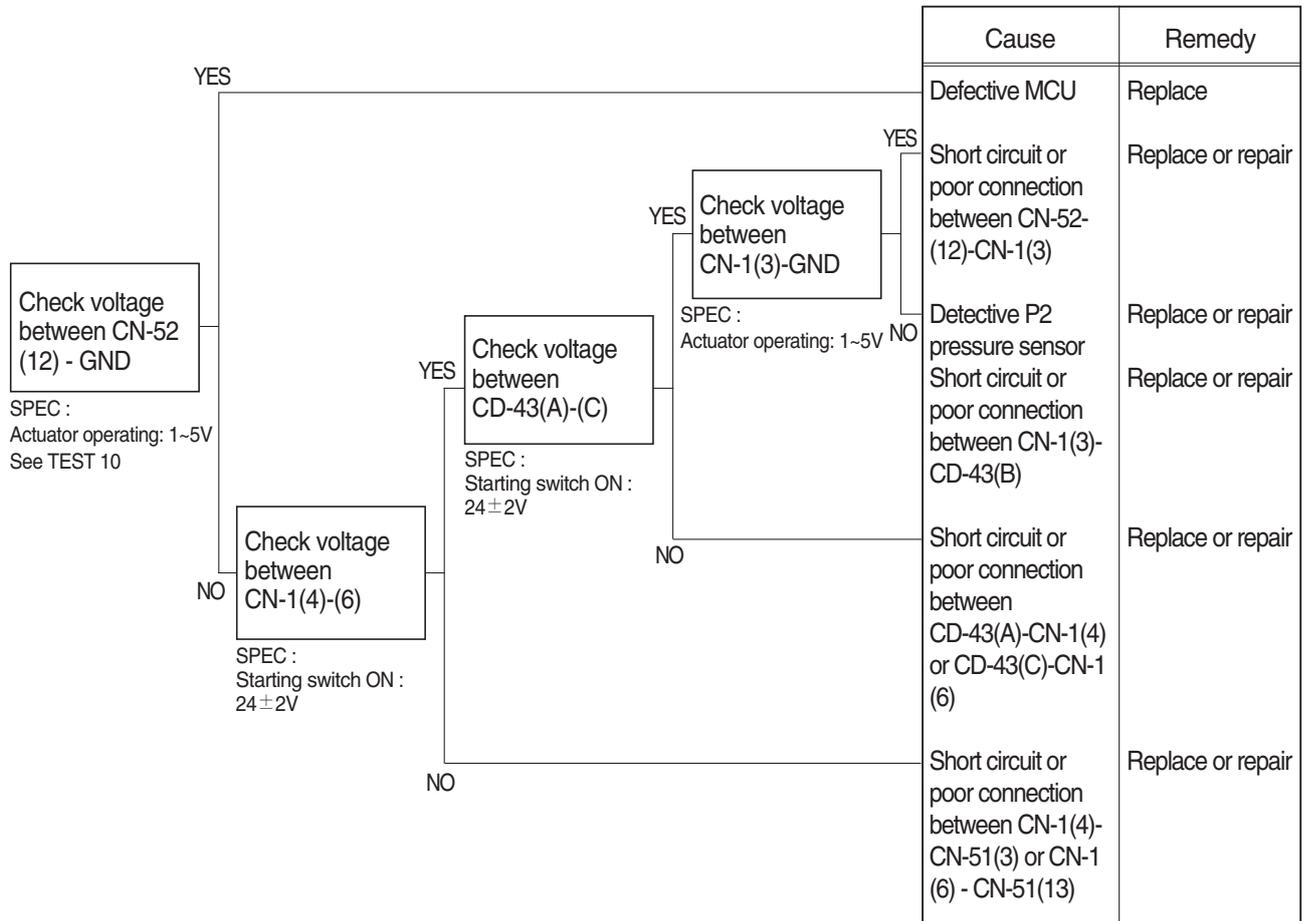 Cause
Remedy
YES
Defective MCU
Replace
YES
Short circuit or
poor connection
between CN-52-
(12)-CN-1(3)
Replace or repair
YES
Check voltage
between
CN-1(3)-GND
SPEC :
Actuator operating: 1~5V
NO
Detective P2
pressure sensor
Replace or repair
Short circuit or
poor connection
between CN-1(3)-
CD-43(B)
Replace or repair
Check voltage
between CN-52
(12) - GND
SPEC :
Actuator operating: 1~5V
See TEST 10
YES
Check voltage
between
CD-43(A)-(C)
SPEC :
Starting switch ON :
24±2V
NO
Short circuit or
poor connection
between
CD-43(A)-CN-1(4)
or CD-43(C)-CN-1
(6)
Replace or repair
NO
Check voltage
between
CN-1(4)-(6)
SPEC :
Starting switch ON :
24±2V
NO
Short circuit or
poor connection
between CN-1(4)-
CN-51(3) or CN-1
(6) - CN-51(13)
Replace or repair